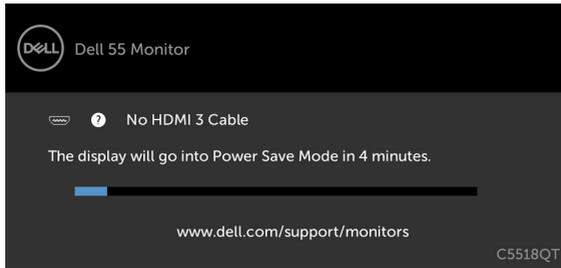 DELL
Dell 55 Monitor
? No HDMI 3 Cable
The display will go into Power Save Mode in 4 minutes.
www.dell.com/support/monitors
C5518QT